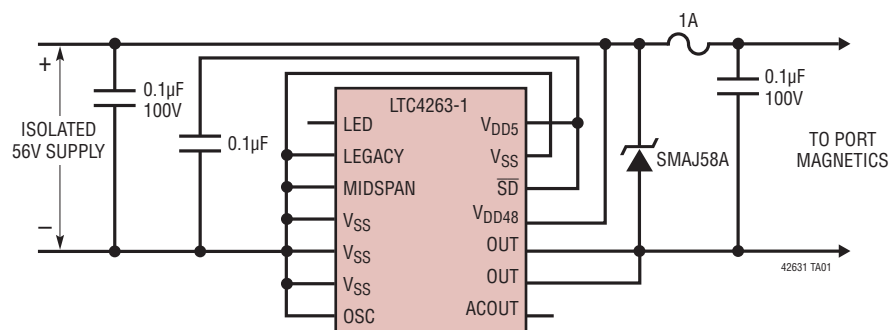 1A
+
0.1µF
100V
ISOLATED
56V SUPPLY
–
0.1µF
LTC4263-1
LED
LEGACY
MIDSPAN
VSS
VSS
VSS
OSC
VDD5
VSS
SD
VDD48
OUT
OUT
ACOUT
SMAJ58A
0.1µF
100V
TO PORT
MAGNETICS
42631 TA01